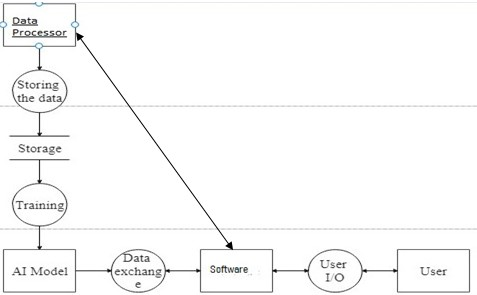 Data
Processor
Storing
the data
Storage
Training
AI Model
Data
exchang
e
Software
User
I/O
User